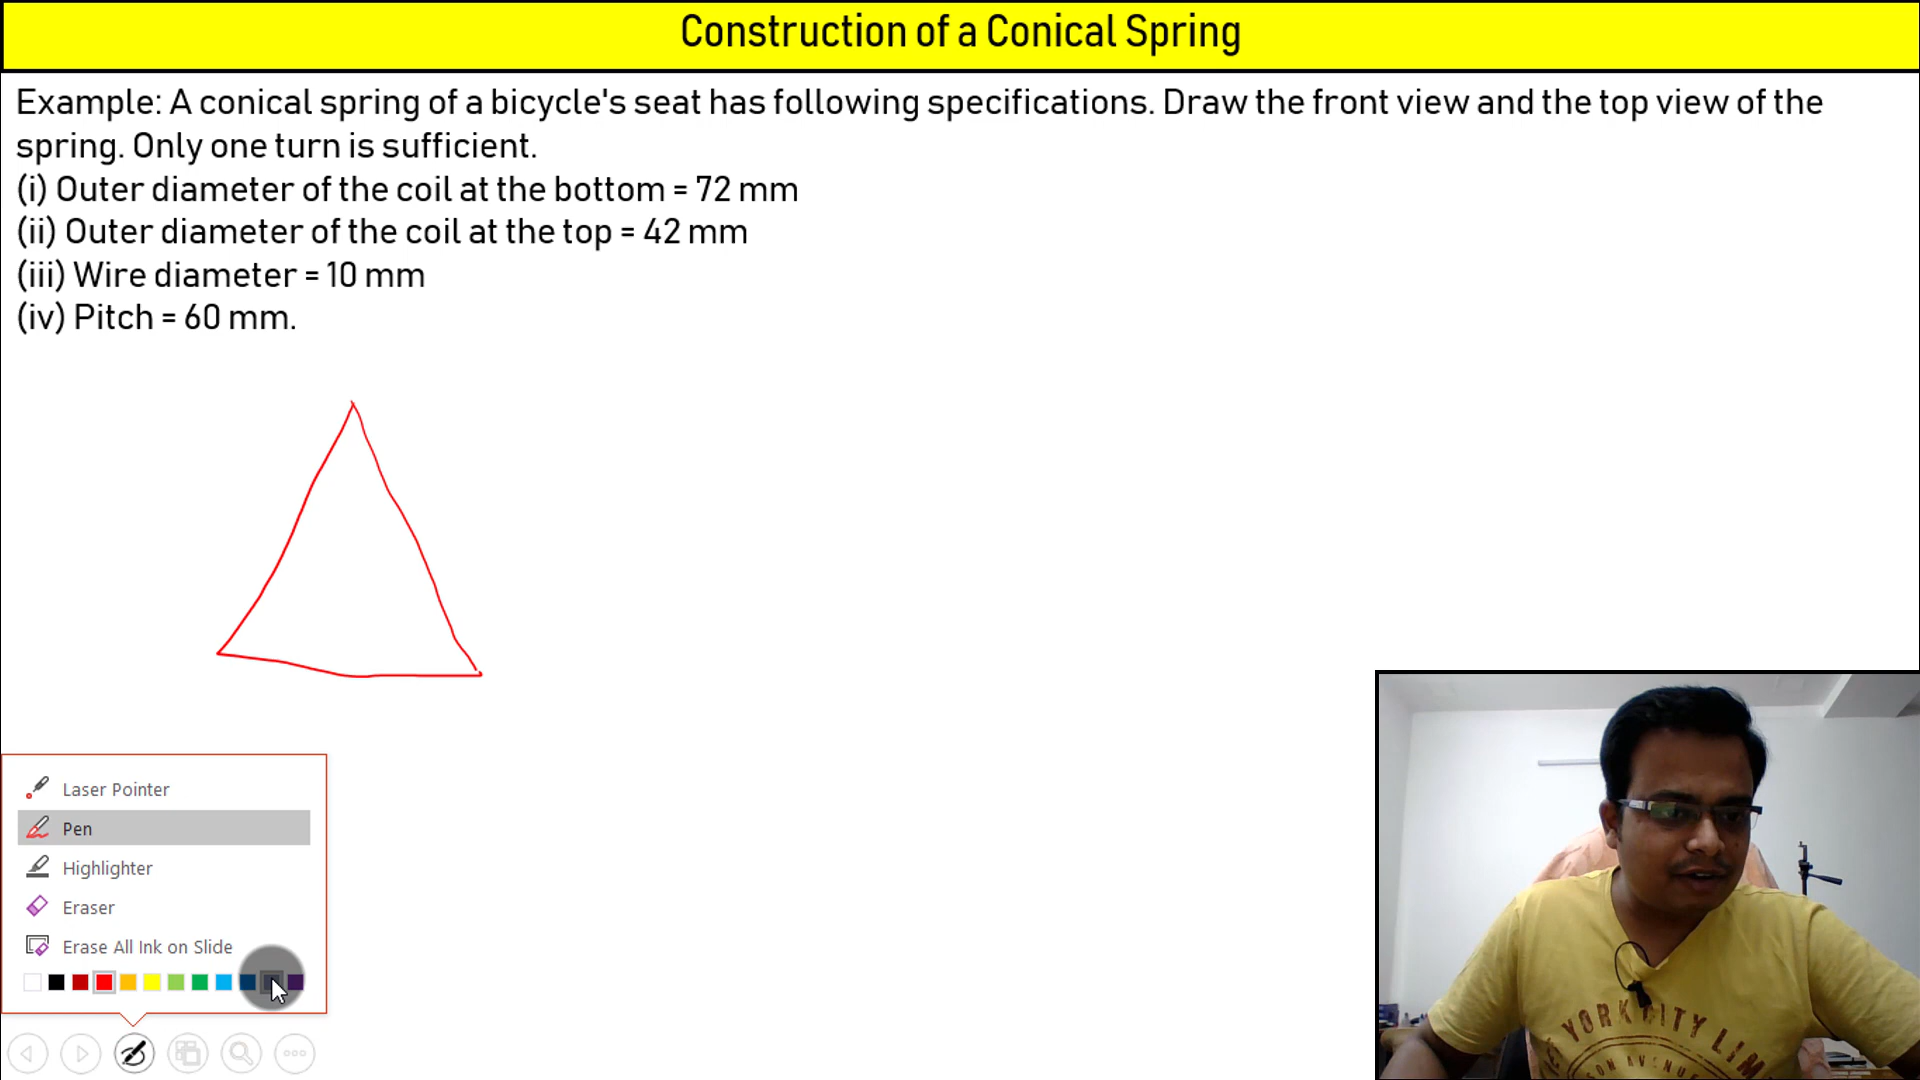 Construction of a Conical Spring
Example: A conical spring of a bicycle's seat has following specifications. Draw the front view and the top view of the
spring. Only one turn is sufficient.
(i) Outer diameter of the coil at the bottom = 72 mm
(ii) Outer diameter of the coil at the top = 42 mm
(iii) Wire diameter = 10 mm
(iv) Pitch = 60 mm.
Laser Pointer
Pen
Highlighter
Eraser
Erase All Ink on Slide
YORK CITY LIM